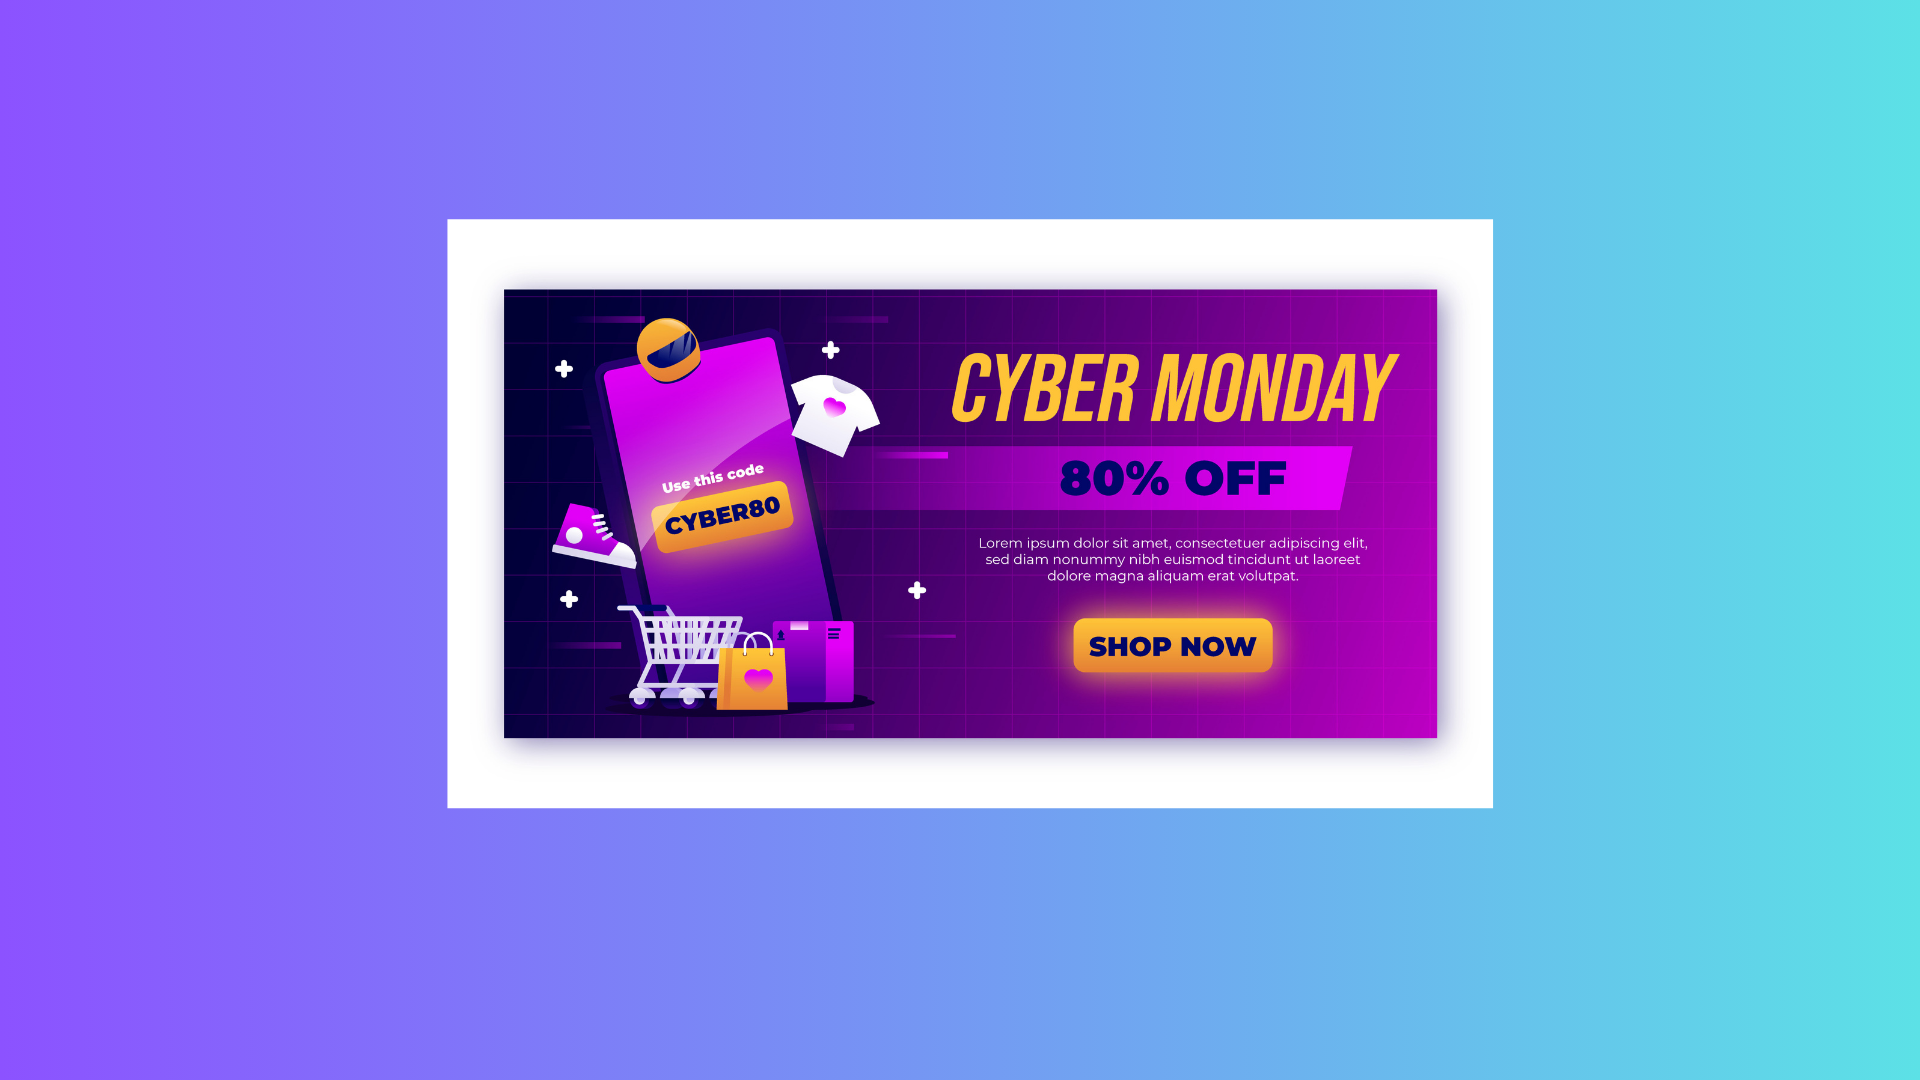 Use this code
CYBER80
CYBER MONDAY
80% OFF
Lorem ipsum dolor sit amet, consectetuer adipiscing elit,
sed diam nonummy nibh euismod tincidunt ut laoreet
dolore magna aliquam erat volutpat.
SHOP NOW